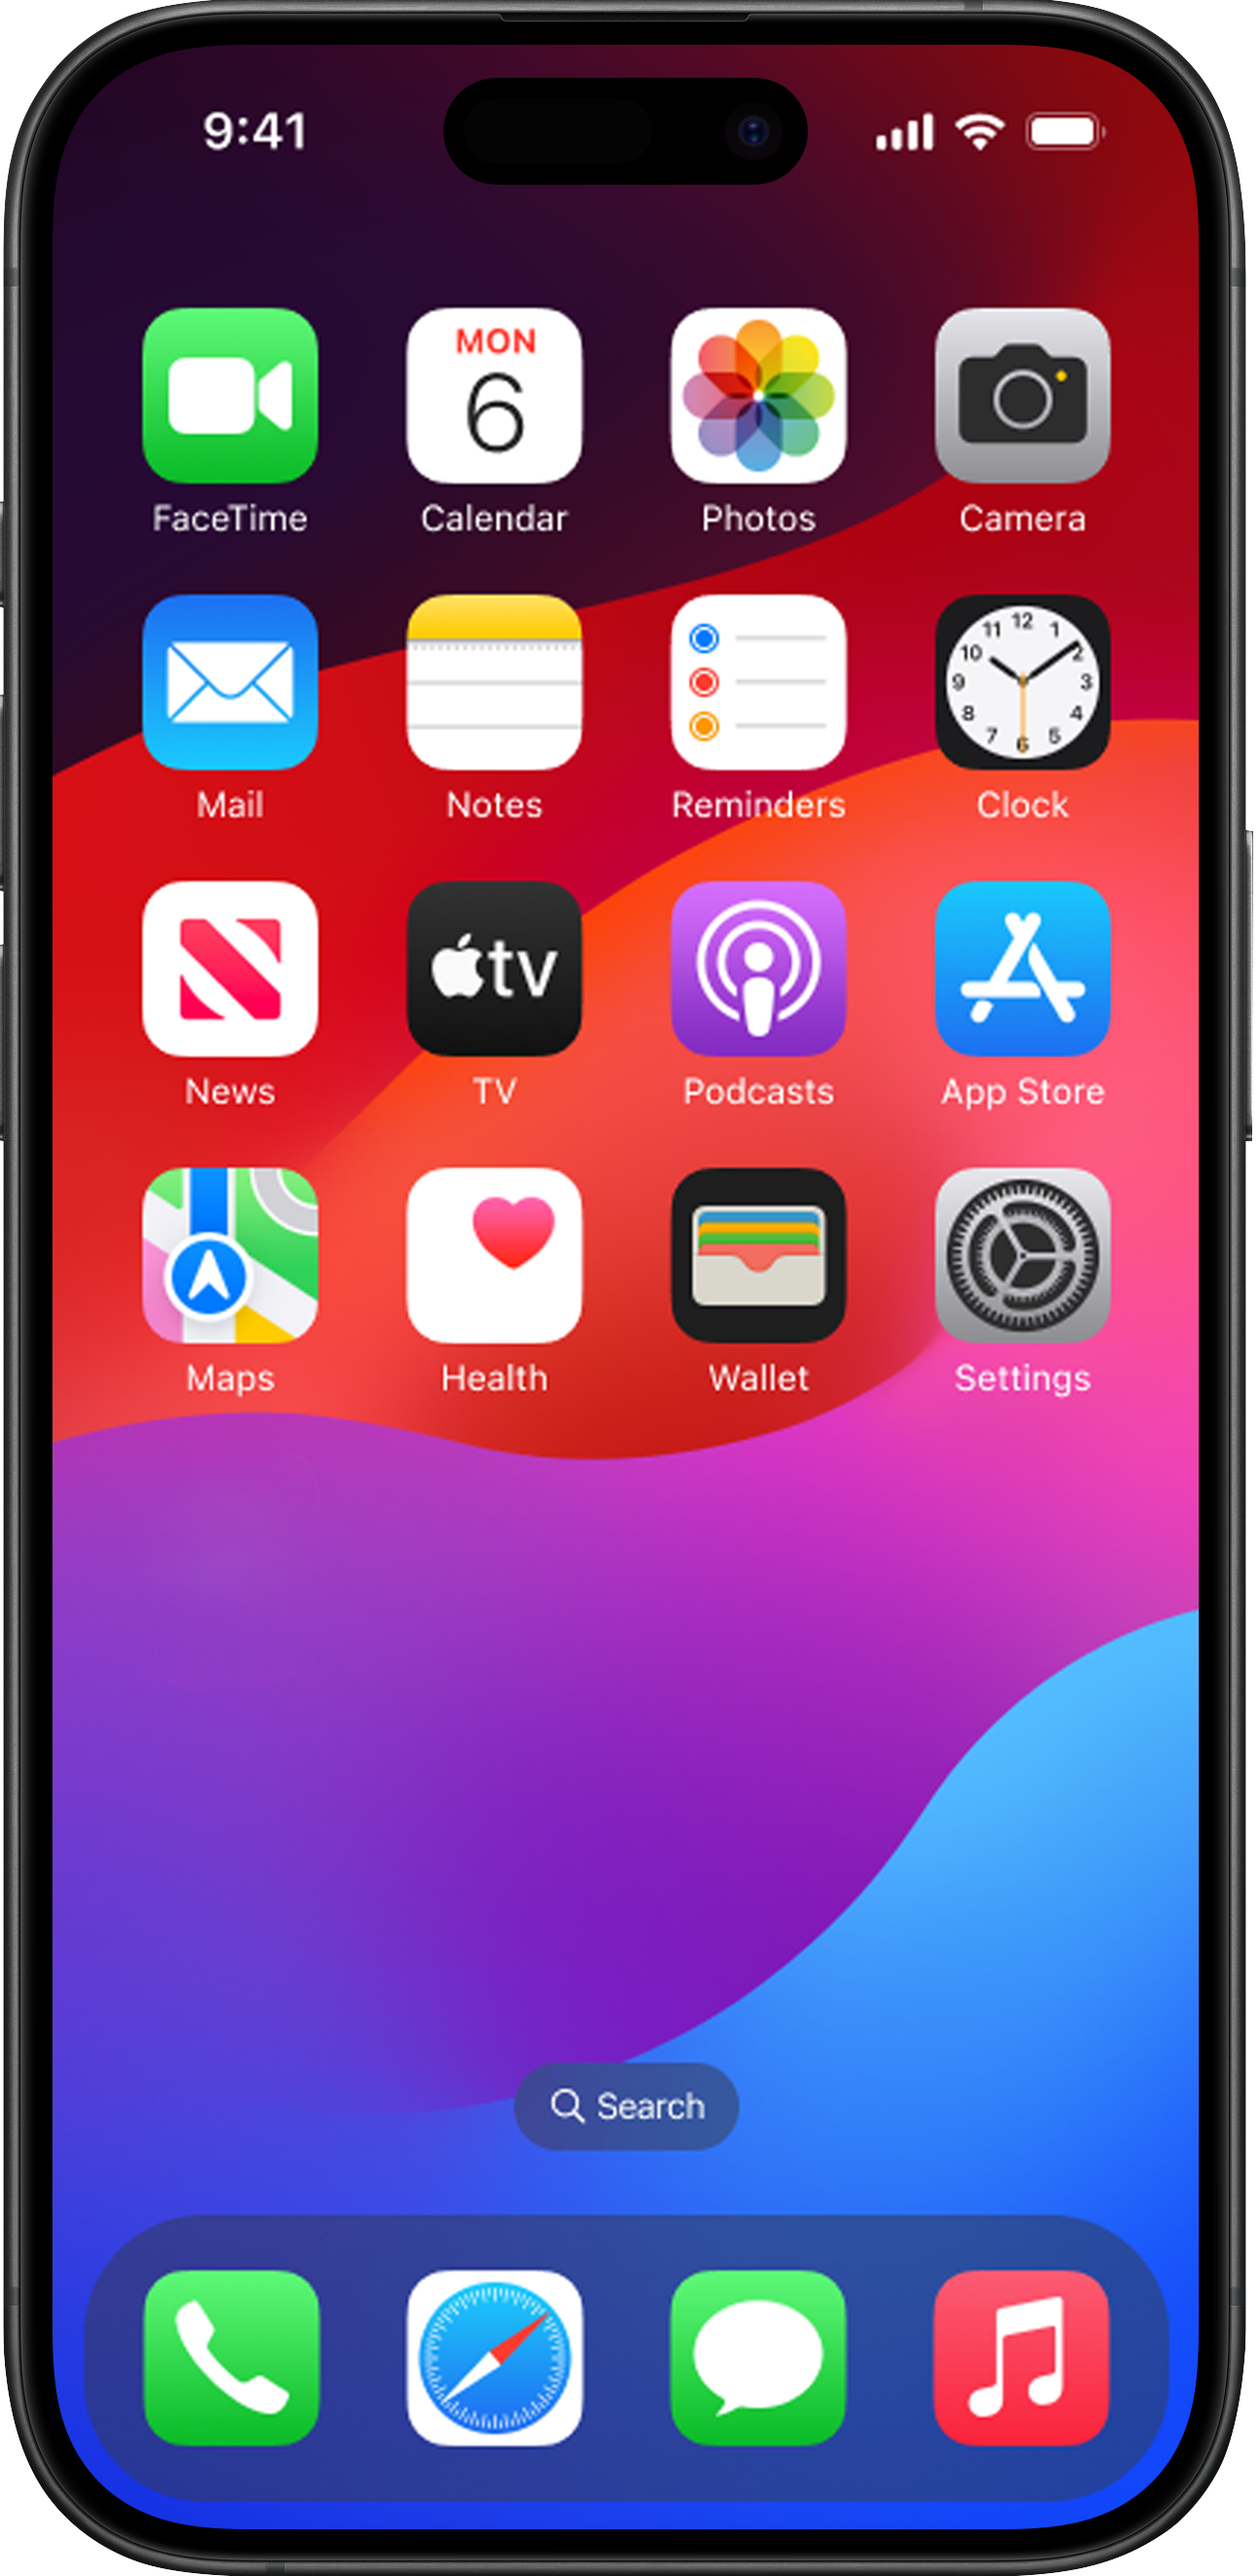 9:41
MON
6
FaceTime Calendar Photos Camera
12
11 1
10 2
9 3
8 4
7 5
6
Mail Notes Reminders Clock
tv
News TV Podcasts App Store
Maps Health Wallet Settings
Search